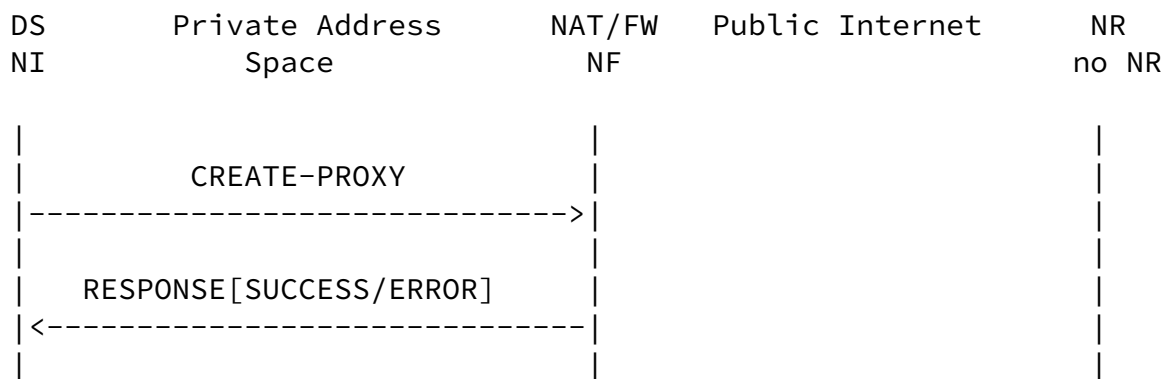 DS Private Address NAT/FW Public Internet NR
NI Space NF no NR
CREATE-PROXY
RESPONSE[SUCCESS/ERROR]